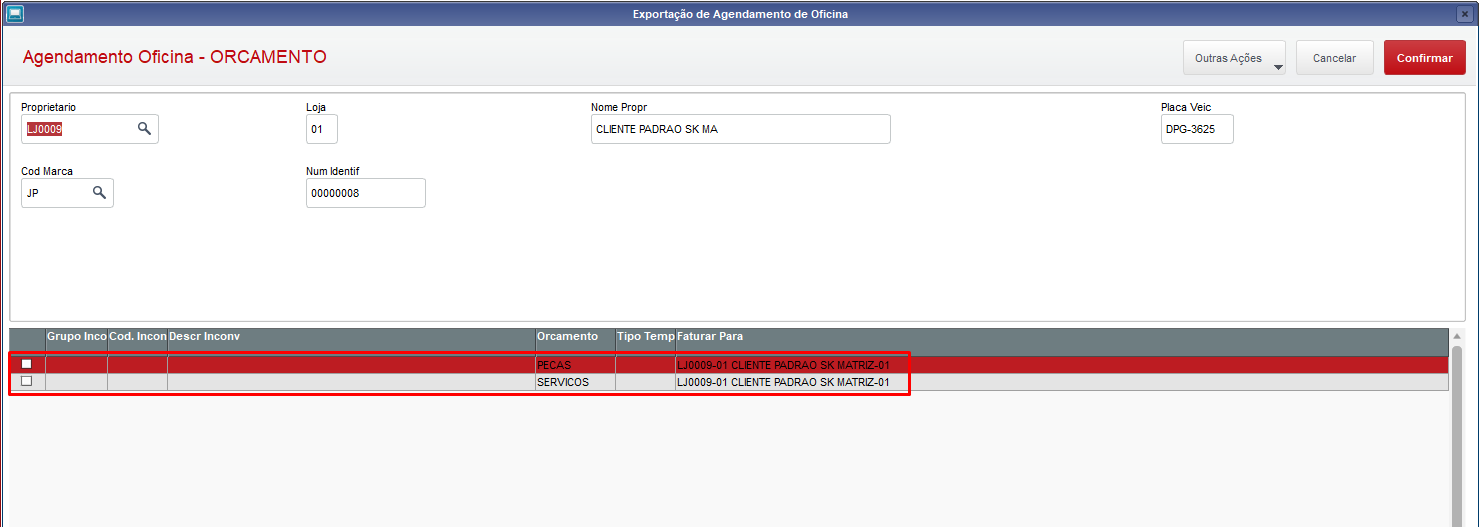 Exportação de Agendamento de Oficina
Agendamento Oficina - ORCAMENTO
Outras Ações
Cancelar
Confirmar
Proprietario Loja Nome Propr Placa Veic
LJ0009 01 CLIENTE PADRAO SK MA DPG-3625
Cod Marca Num Identif
JP 00000008
Grupo Inco Cod. Incon Descr Inconv Orcamento Tipo Temp Faturar Para
PECAS LJ0009-01 CLIENTE PADRAO SK MATRIZ-01
SERVICOS LJ0009-01 CLIENTE PADRAO SK MATRIZ-01